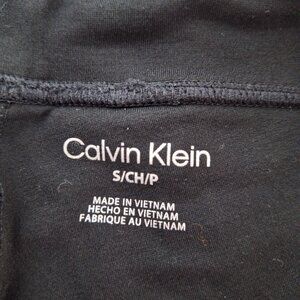 Calvin Klein
S/CH/P
MADE IN VIETNAM
HECHO EN VIETNAM
FABRIQUE AU VIETNAM